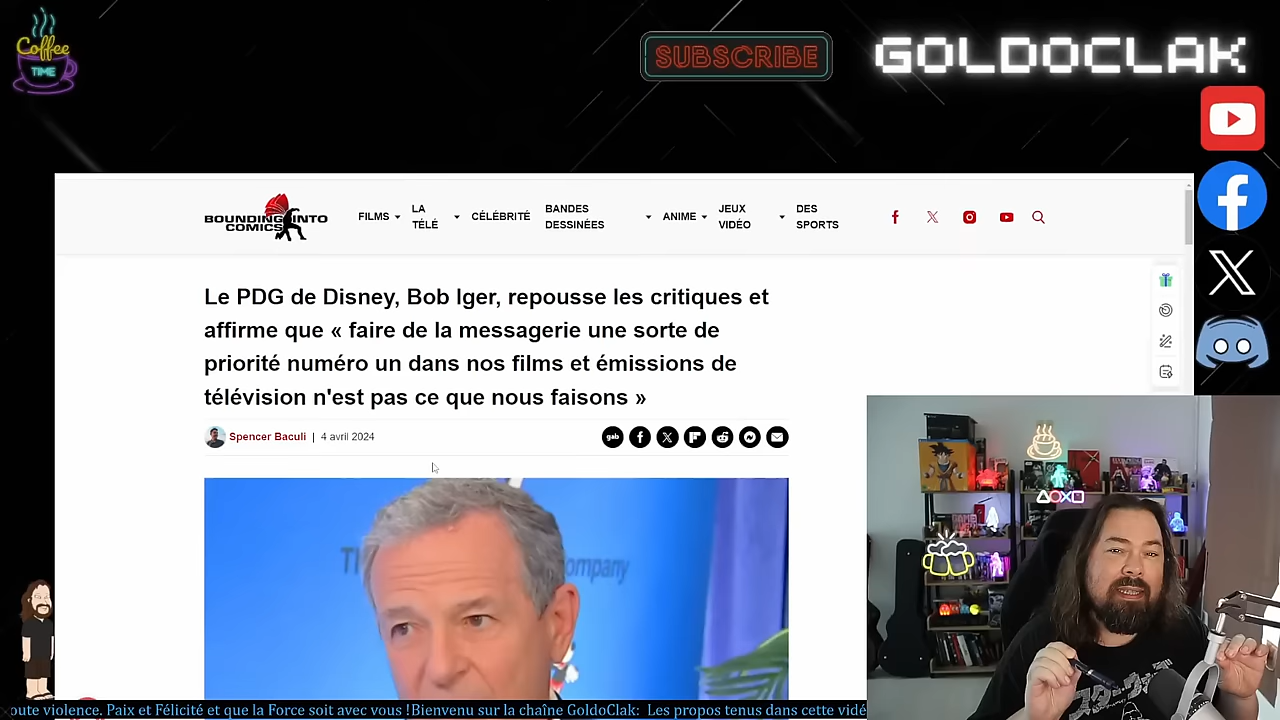 Coffee
TIME
SUBSCRIBE
GOLDOCLAK
BOUNDING INTO
COMICS
FILMS
LA
TÉLÉ
CÉLÉBRITÉ
BANDES
DESSINÉES
ANIME
JEUX
VIDÉO
DES
SPORTS
Le PDG de Disney, Bob Iger, repousse les critiques et
affirme que « faire de la messagerie une sorte de
priorité numéro un dans nos films et émissions de
télévision n'est pas ce que nous faisons »
Spencer Baculi | 4 avril 2024
gab
ompany
oute violence. Paix et Félicité et que la Force soit avec vous !Bienvenu sur la chaîne GoldoClak: Les propos tenus dans cette vidé